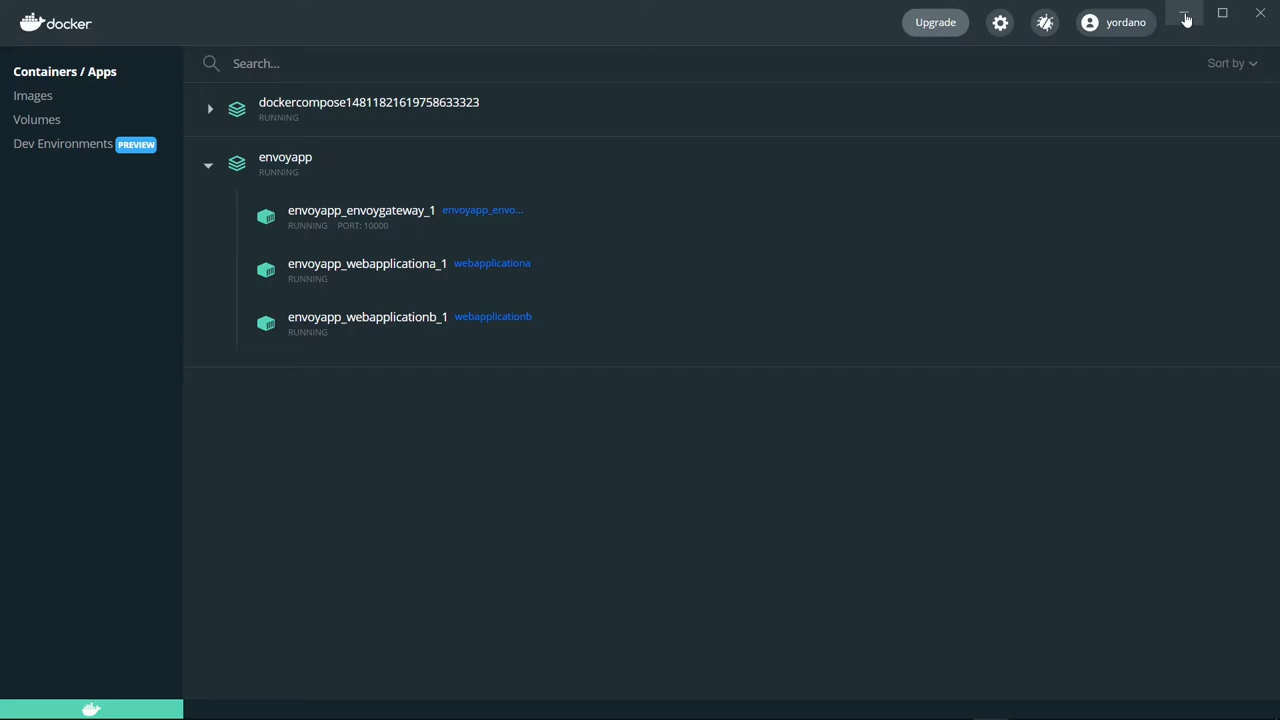 docker
Upgrade
yordano
Containers / Apps
Images
Volumes
Dev Environments PREVIEW
Search...
Sort by
dockercompose14811821619758633323
RUNNING
envoyapp
RUNNING
envoyapp_envoygateway_1 envoyapp_envo...
RUNNING PORT: 10000
envoyapp_webapplicationa_1 webapplicationa
RUNNING
envoyapp_webapplicationb_1 webapplicationb
RUNNING